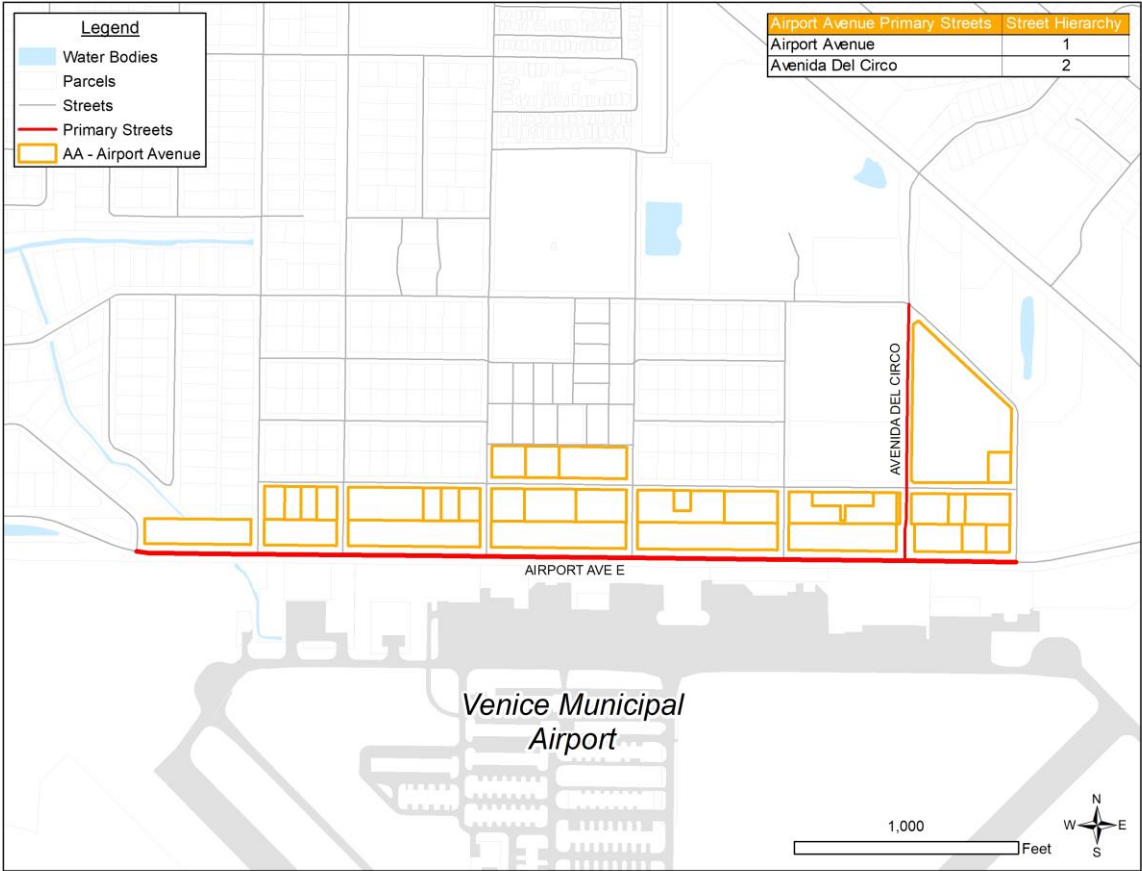 Legend
Water Bodies
Parcels
Streets
Primary Streets
AA - Airport Avenue
Airport Avenue Primary Streets Street Hierarchy
Airport Avenue 1
Avenida Del Circo 2
AVENIDA DEL CIRCO
AIRPORT AVE E
Venice Municipal
Airport
1,000
Feet
N
W E
S